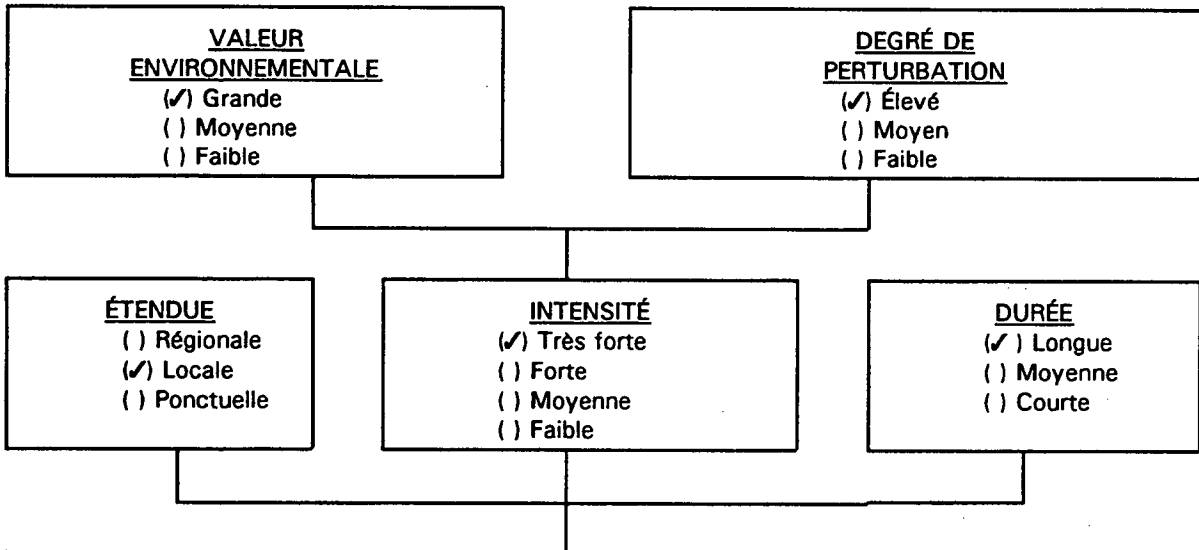 VALEUR
ENVIRONNEMENTALE
(✓) Grande
( ) Moyenne
( ) Faible
DEGRÉ DE
PERTURBATION
(✓) Élevé
( ) Moyen
( ) Faible
ÉTENDUE
( ) Régionale
(✓) Locale
( ) Ponctuelle
INTENSITÉ
(✓) Très forte
( ) Forte
( ) Moyenne
( ) Faible
DURÉE
(✓ ) Longue
( ) Moyenne
( ) Courte